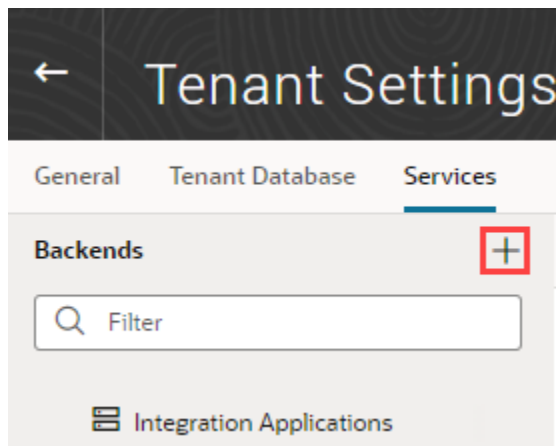 Tenant Settings
General Tenant Database Services
Backends
Filter
Integration Applications